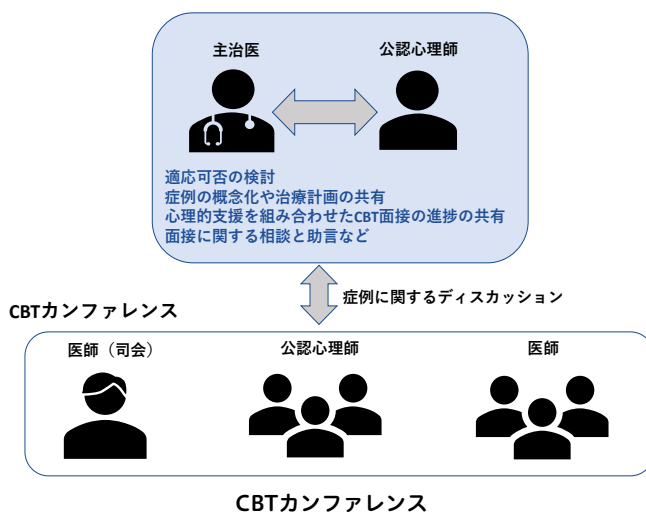 主治医
公認心理師
適応可否の検討
症例の概念化や治療計画の共有
心理的支援を組み合わせたCBT面接の進捗の共有
面接に関する相談と助言など
症例に関するディスカッション
CBTカンファレンス
医師（司会）
公認心理師
医師
CBTカンファレンス